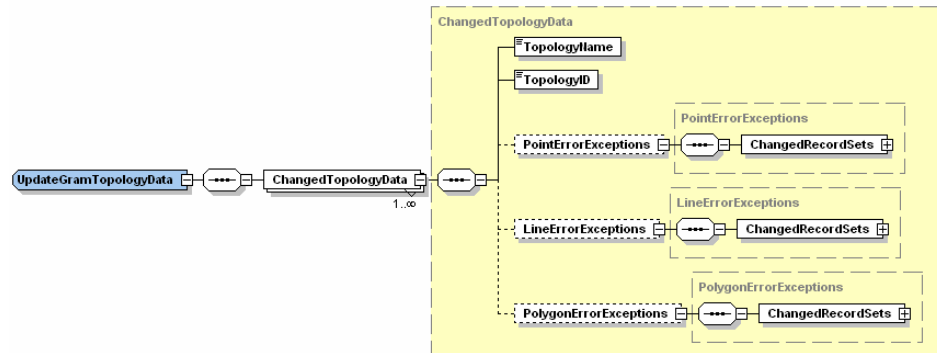 ChangedTopologyData
TopologyName
TopologyID
PointErrorExceptions
PointErrorExceptions
ChangedRecordSets
UpdateGramTopologyData
ChangedTopologyData
1..∞
LineErrorExceptions
LineErrorExceptions
ChangedRecordSets
PolygonErrorExceptions
PolygonErrorExceptions
ChangedRecordSets